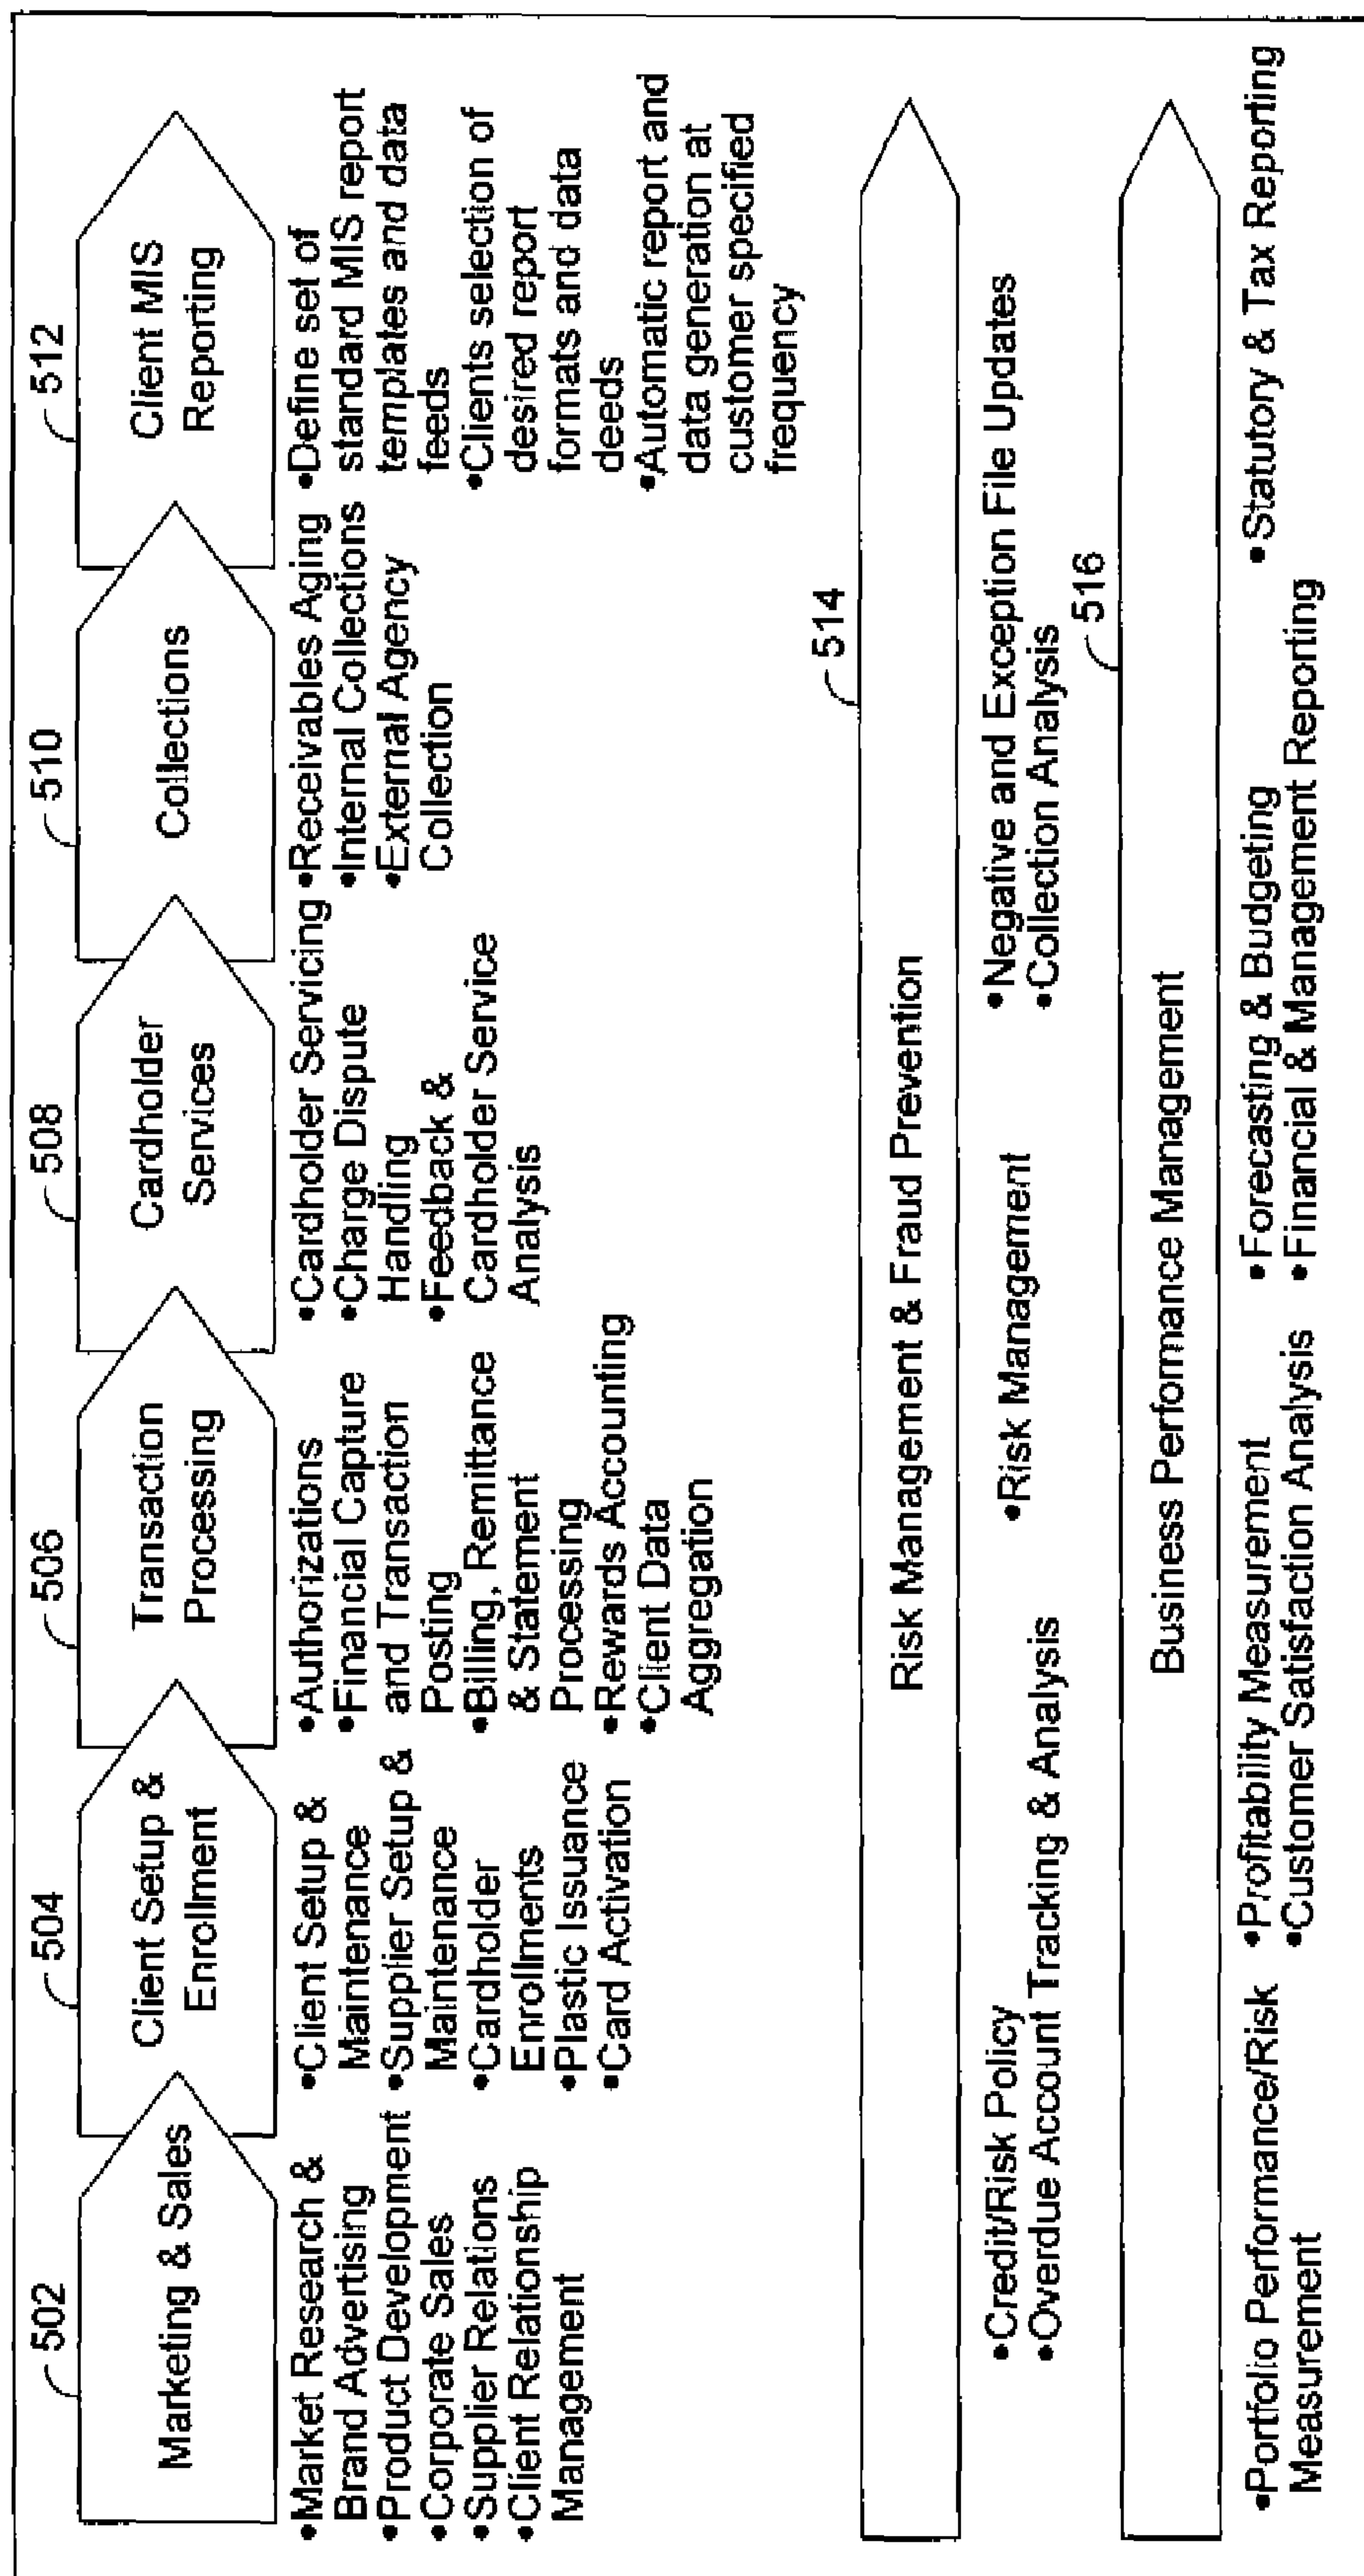 502
Marketing & Sales
•Market Research &
Brand Advertising
•Product Development
•Corporate Sales
•Supplier Relations
•Client Relationship
Management
504
Client Setup &
Enrollment
•Client Setup &
Maintenance
•Supplier Setup &
Maintenance
•Cardholder
Enrollments
•Plastic Issuance
•Card Activation
506
Transaction
Processing
•Authorizations
•Financial Capture
and Transaction
Posting
•Billing, Remittance
& Statement
Processing
•Rewards Accounting
•Client Data
Aggregation
508
Cardholder
Services
•Cardholder Servicing
•Charge Dispute
Handling
•Feedback &
Cardholder Service
Analysis
510
Collections
•Receivables Aging
•Internal Collections
•External Agency
Collection
512
Client MIS
Reporting
•Define set of
standard MIS report
templates and data
feeds
•Clients selection of
desired report
formats and data
deeds
•Automatic report and
data generation at
customer specified
frequency
514
Risk Management & Fraud Prevention
•Credit/Risk Policy
•Overdue Account Tracking & Analysis
•Risk Management
•Negative and Exception File Updates
•Collection Analysis
516
Business Performance Management
•Portfolio Performance/Risk
Measurement
•Profitability Measurement
•Customer Satisfaction Analysis
•Forecasting & Budgeting
•Financial & Management Reporting
•Statutory & Tax Reporting